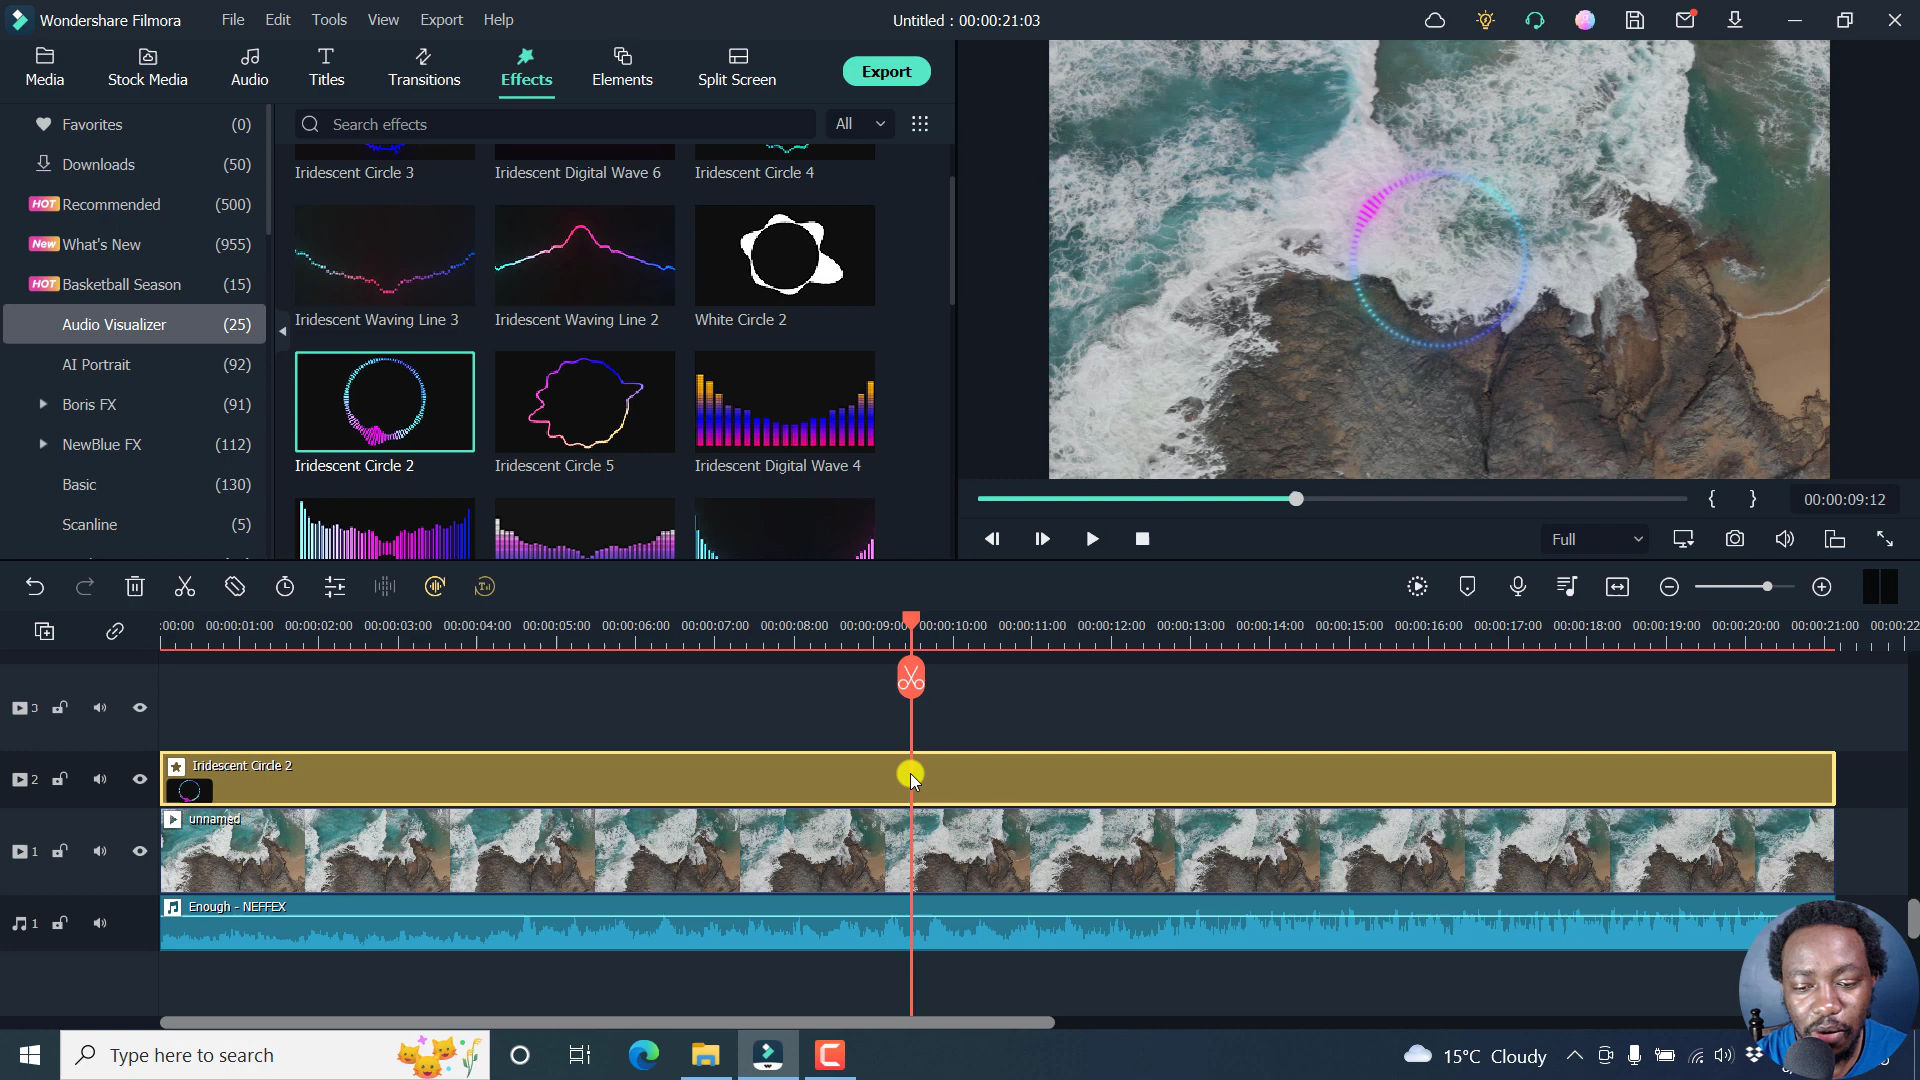 Wondershare Filmora
File
Edit
Tools
View
Export
Help
Untitled : 00:00:21:03
Media
Stock Media
Audio
Titles
Transitions
Effects
Elements
Split Screen
Export
Favorites (0)
Downloads (50)
HOT Recommended (500)
New What's New (955)
HOT Basketball Season (15)
Audio Visualizer (25)
AI Portrait (92)
Boris FX (91)
NewBlue FX (112)
Basic (130)
Scanline (5)
Search effects
All
Iridescent Circle 3
Iridescent Digital Wave 6
Iridescent Circle 4
Iridescent Waving Line 3
Iridescent Waving Line 2
White Circle 2
Iridescent Circle 2
Iridescent Circle 5
Iridescent Digital Wave 4
00:00:09:12
Full
:00:00 00:00:01:00 00:00:02:00 00:00:03:00 00:00:04:00 00:00:05:00 00:00:06:00 00:00:07:00 00:00:08:00 00:00:09:00 00:00:10:00 00:00:11:00 00:00:12:00 00:00:13:00 00:00:14:00 00:00:15:00 00:00:16:00 00:00:17:00 00:00:18:00 00:00:19:00 00:00:20:00 00:00:21:00 00:00:22
3
2
Iridescent Circle 2
1
unnamed
1
Enough - NEFFEX
Type here to search
15°C Cloudy